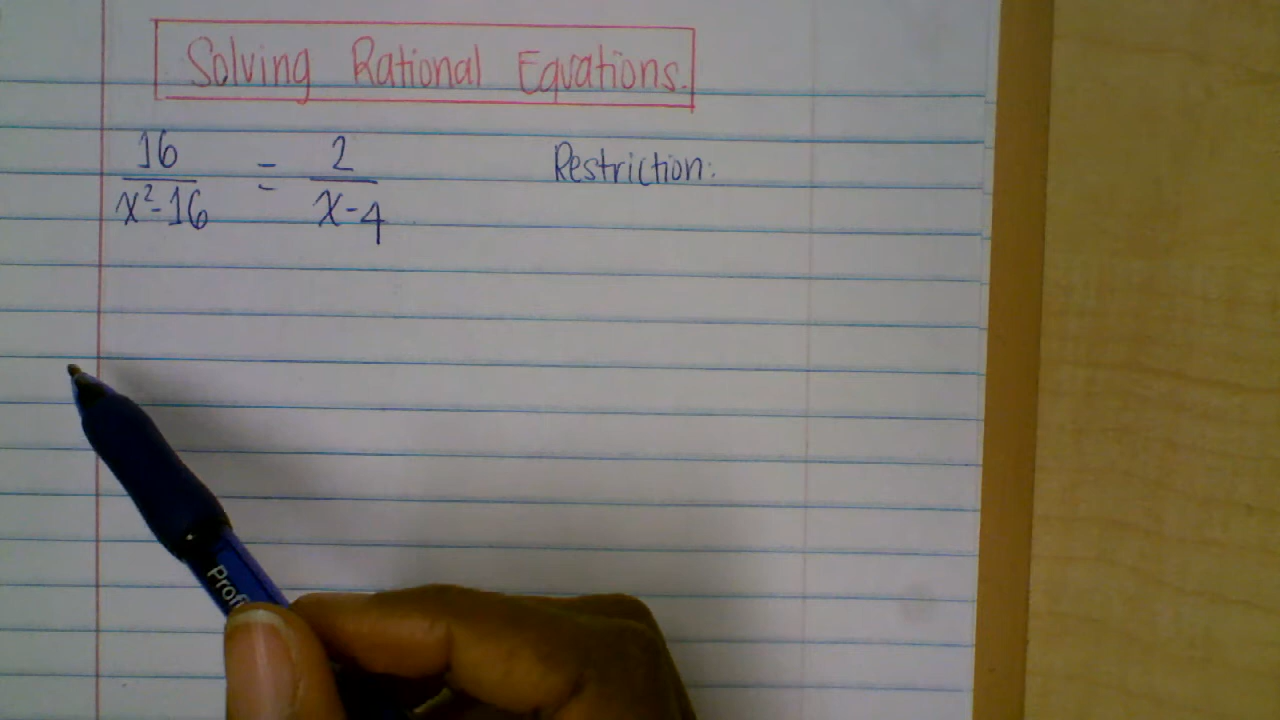 Solving Rational Equations.
16/(x²-16) = 2/(x-4) Restriction:
Prof